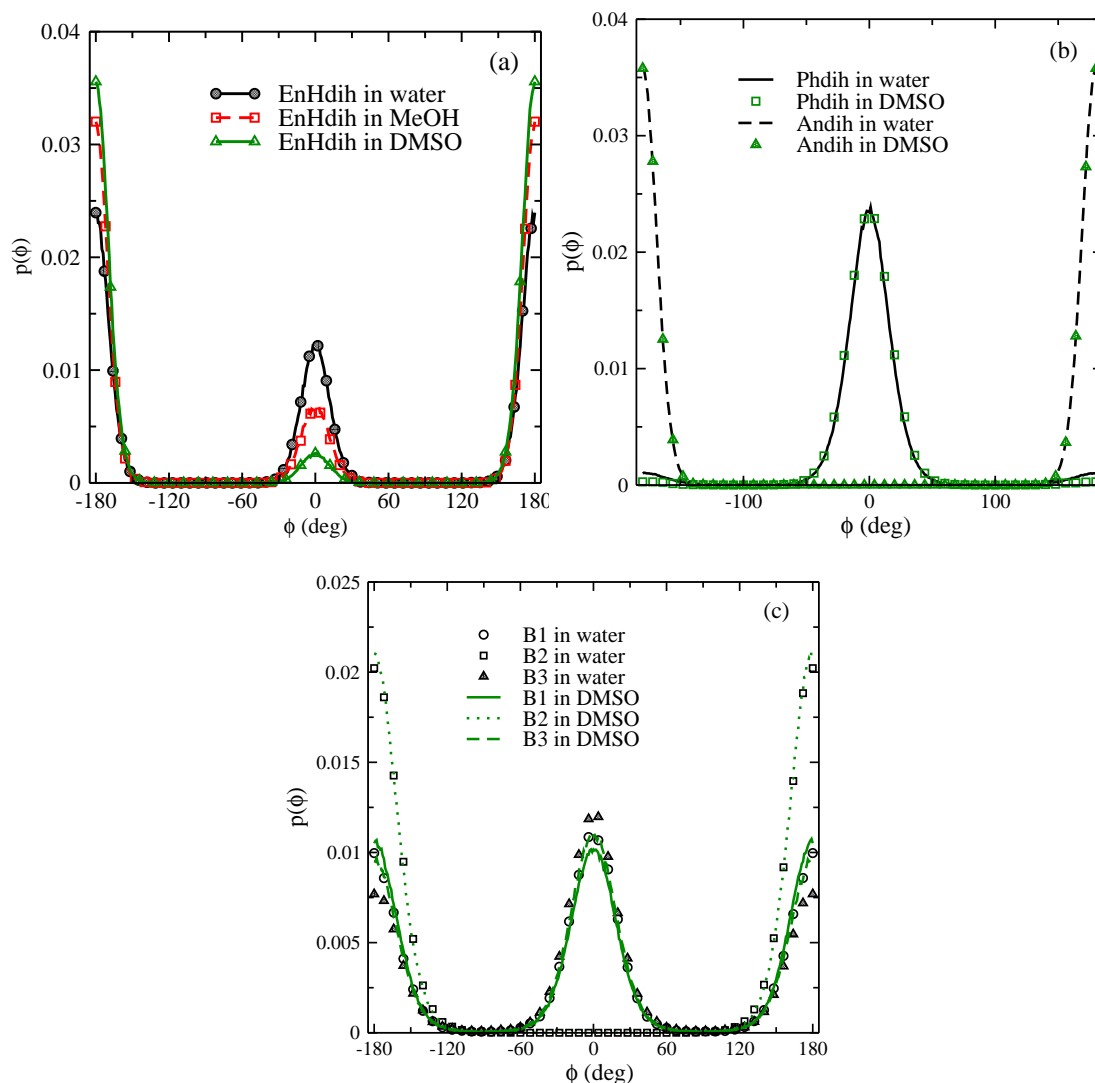 (a)
EnHdih in water
EnHdih in MeOH
EnHdih in DMSO
0.04
0.03
0.02
0.01
0
p(ϕ)
-180 -120 -60 0 60 120 180
ϕ (deg)
(b)
Phdih in water
Phdih in DMSO
Andih in water
Andih in DMSO
0.04
0.03
0.02
0.01
0
p(ϕ)
-100 0 100
ϕ (deg)
(c)
B1 in water
B2 in water
B3 in water
B1 in DMSO
B2 in DMSO
B3 in DMSO
0.025
0.02
0.015
0.01
0.005
0
p(ϕ)
-180 -120 -60 0 60 120 180
ϕ (deg)